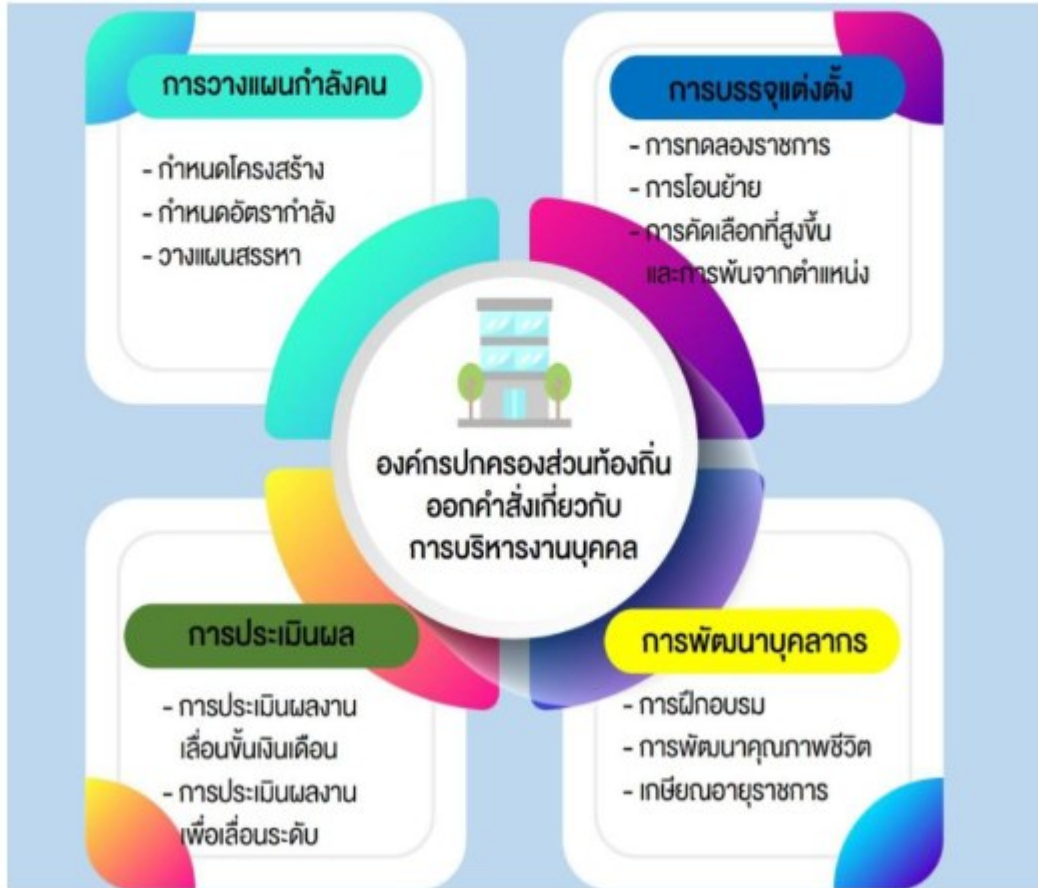 การวางแผนกำลังคน
- กำหนดโครงสร้าง
- กำหนดอัตรากำลัง
- วางแผนสรรหา
การบรรจุแต่งตั้ง
- การทดลองราชการ
- การโอนย้าย
- การคัดเลือกที่สูงขึ้น
และการพ้นจากตำแหน่ง
องค์กรปกครองส่วนท้องถิ่น
ออกคำสั่งเกี่ยวกับ
การบริหารงานบุคคล
การประเมินผล
- การประเมินผลงาน
เลื่อนขั้นเงินเดือน
- การประเมินผลงาน
เพื่อเลื่อนระดับ
การพัฒนาบุคลากร
- การฝึกอบรม
- การพัฒนาคุณภาพชีวิต
- เกษียณอายุราชการ